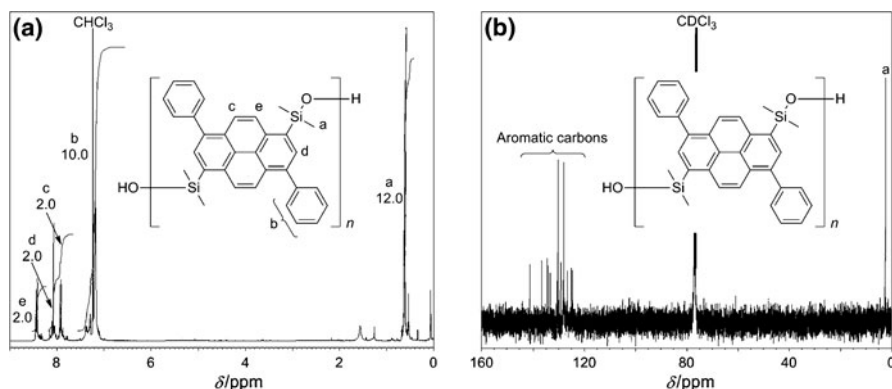 (a)
CHCl3
b
10.0
c
2.0
d
2.0
e
2.0
c
e
Si
O
H
a
d
HO
Si
b
n
a
12.0
8
6
4
2
0
δ/ppm
(b)
CDCl3
a
Aromatic carbons
Si
O
H
HO
Si
n
160
120
80
40
0
δ/ppm